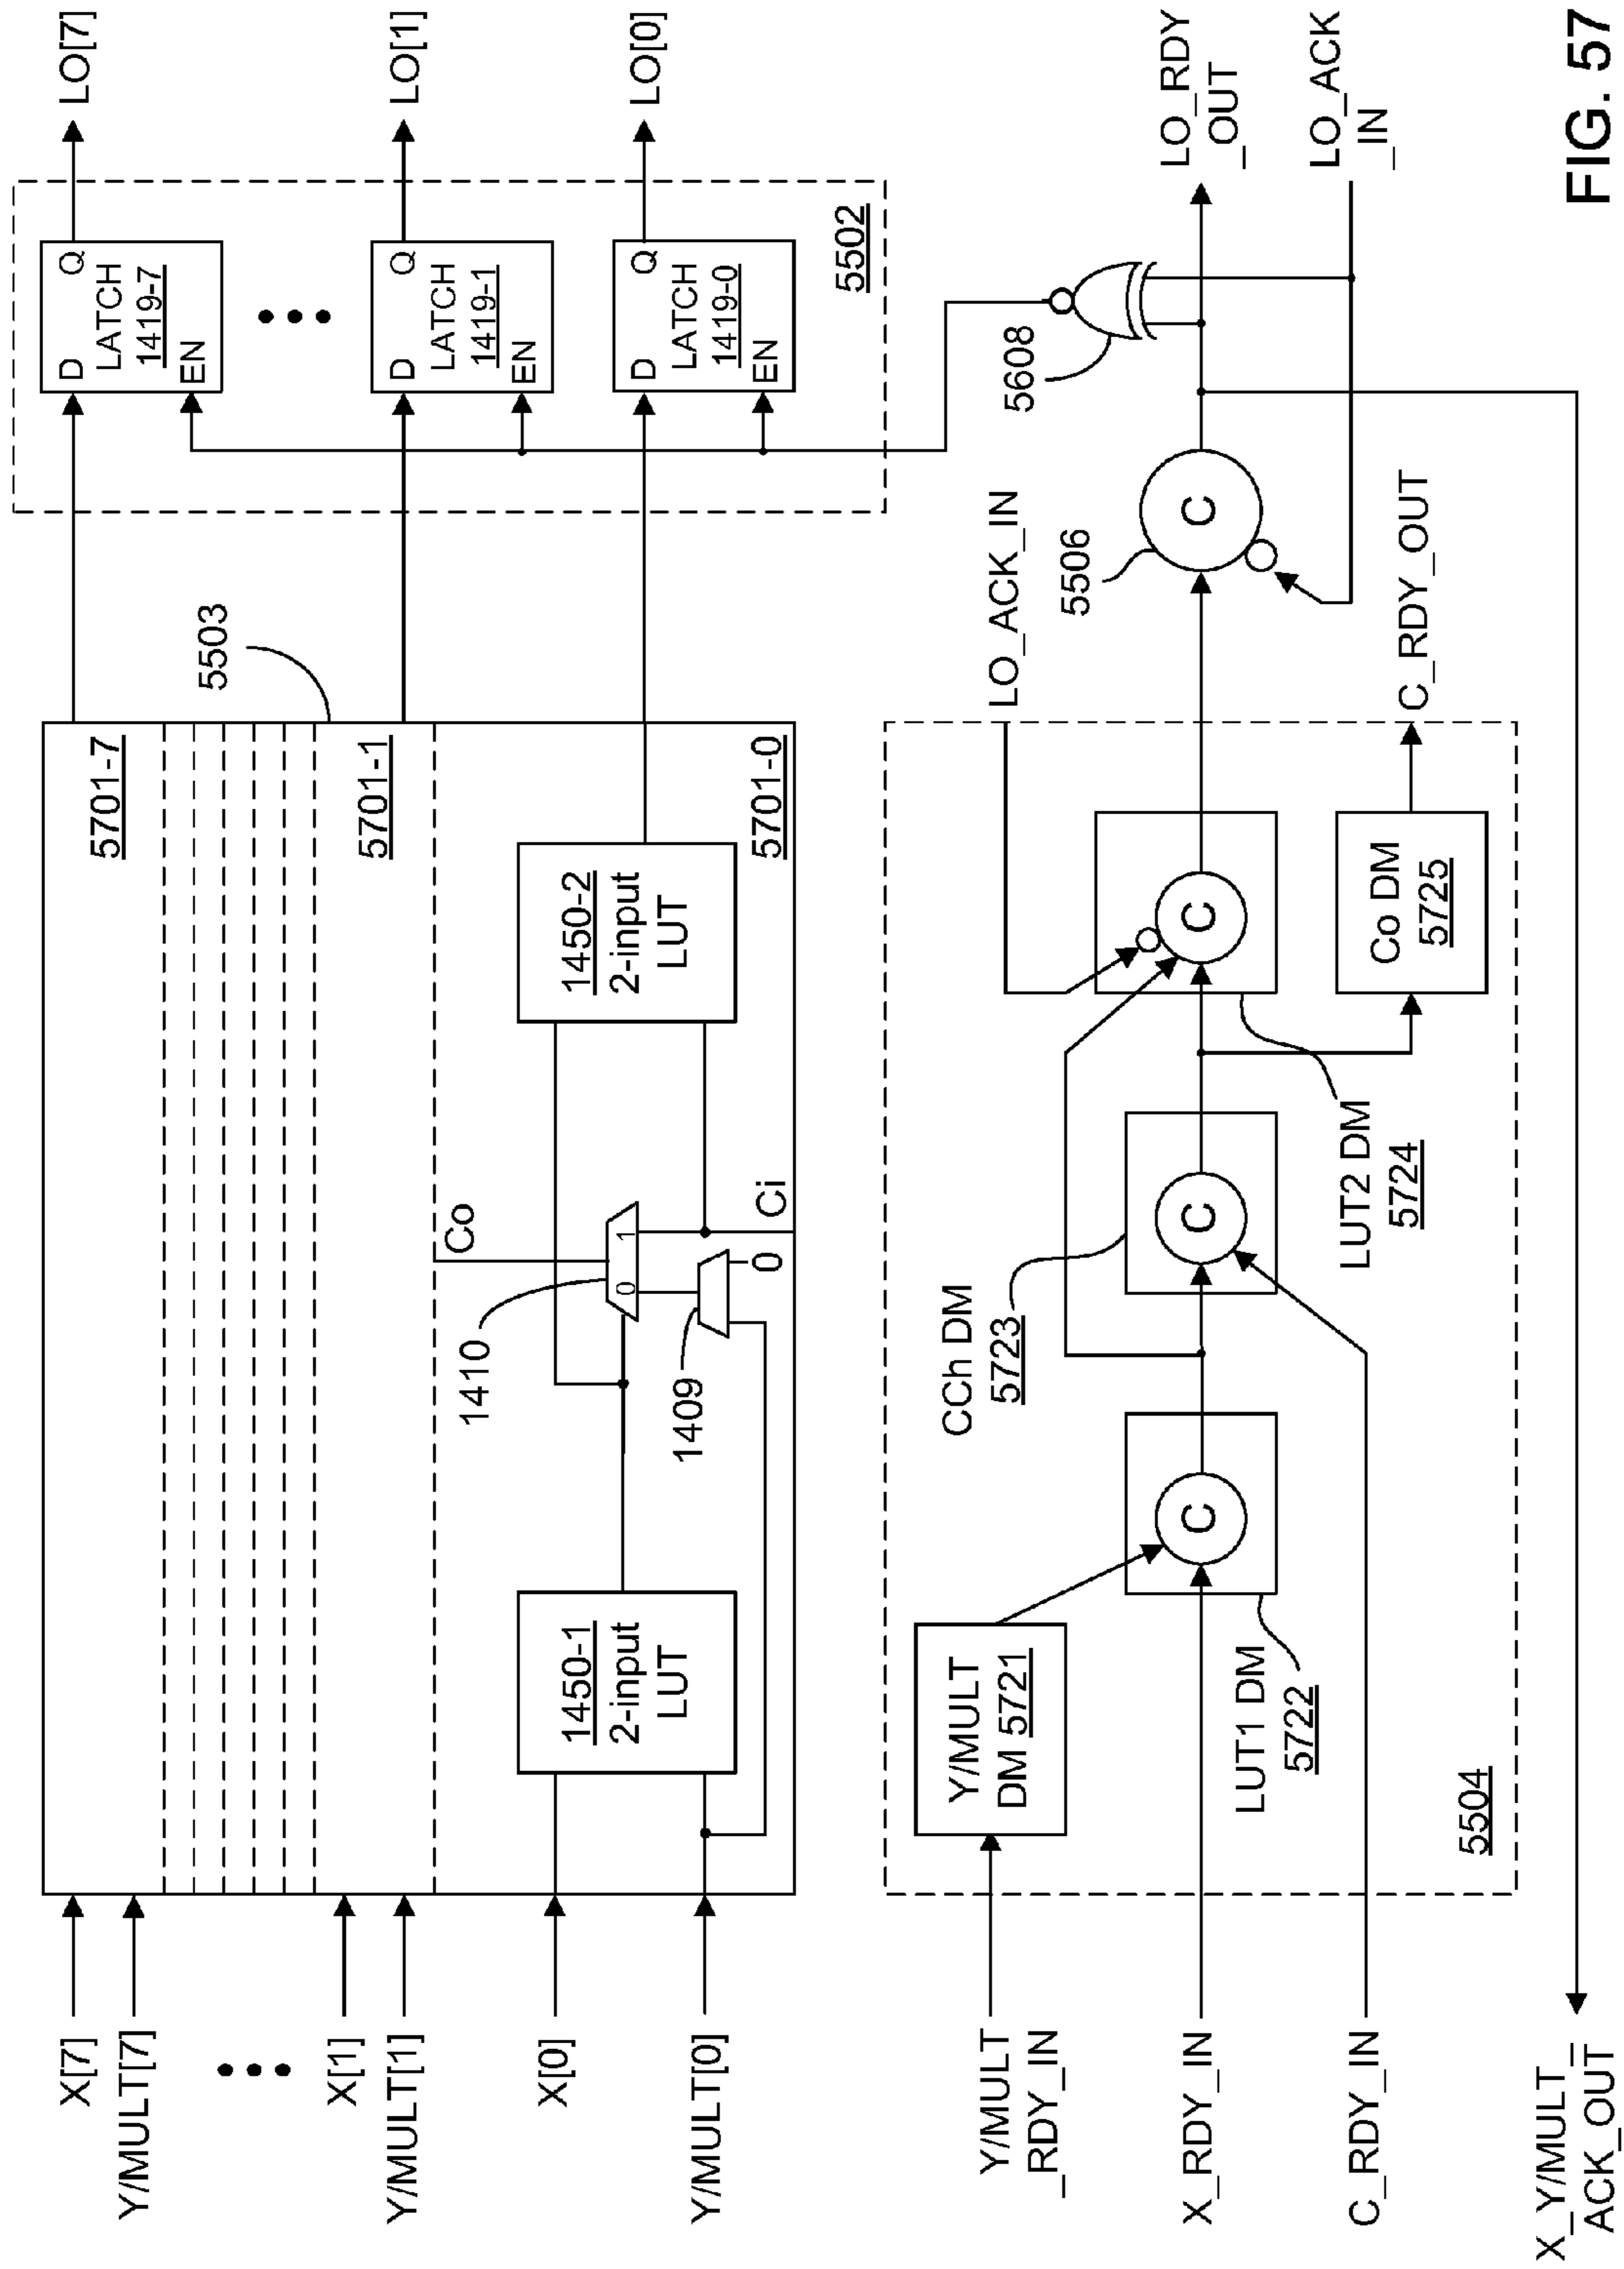 X[7]
Y/MULT[7]
X[1]
Y/MULT[1]
X[0]
Y/MULT[0]
5701-7
5701-1
5701-0
5503
1450-1
2-input
LUT
1450-2
2-input
LUT
1410
1409
0
1
0
Co
Ci
D
Q
LATCH
1419-7
EN
LO[7]
D
Q
LATCH
1419-1
EN
LO[1]
D
Q
LATCH
1419-0
EN
LO[0]
5502
Y/MULT
_RDY_IN
X_RDY_IN
C_RDY_IN
X_Y/MULT_
ACK_OUT
Y/MULT
DM 5721
C
LUT1 DM
5722
CCh DM
5723
C
LUT2 DM
5724
C
Co DM
5725
5504
LO_ACK_IN
C_RDY_OUT
5506
C
5608
LO_RDY
_OUT
LO_ACK
_IN
FIG. 57